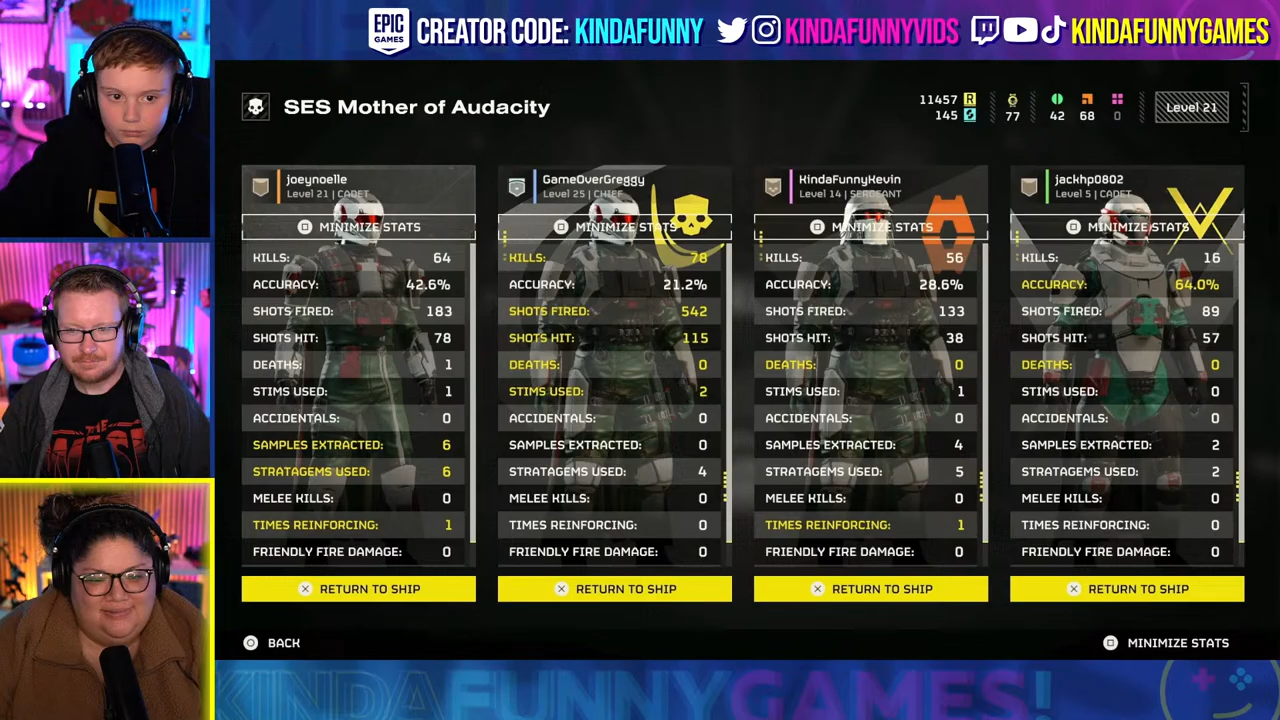 EPIC GAMES CREATOR CODE: KINDAFUNNY KINDAFUNNYVIDS KINDAFUNNYGAMES
SES Mother of Audacity
11457
145 77 42 68 0
Level 21
joeynoelle
Level 21 | CADET
MINIMIZE STATS
KILLS: 64
ACCURACY: 42.6%
SHOTS FIRED: 183
SHOTS HIT: 78
DEATHS: 1
STIMS USED: 1
ACCIDENTALS: 0
SAMPLES EXTRACTED: 6
STRATAGEMS USED: 6
MELEE KILLS: 0
TIMES REINFORCING: 1
FRIENDLY FIRE DAMAGE: 0
RETURN TO SHIP
GameOverGreggy
Level 25 | CHIEF
MINIMIZE STATS
KILLS: 78
ACCURACY: 21.2%
SHOTS FIRED: 542
SHOTS HIT: 115
DEATHS: 0
STIMS USED: 2
ACCIDENTALS: 0
SAMPLES EXTRACTED: 0
STRATAGEMS USED: 4
MELEE KILLS: 0
TIMES REINFORCING: 0
FRIENDLY FIRE DAMAGE: 0
RETURN TO SHIP
KindaFunnyKevin
Level 14 | SERGEANT
MINIMIZE STATS
KILLS: 56
ACCURACY: 28.6%
SHOTS FIRED: 133
SHOTS HIT: 38
DEATHS: 0
STIMS USED: 1
ACCIDENTALS: 0
SAMPLES EXTRACTED: 4
STRATAGEMS USED: 5
MELEE KILLS: 0
TIMES REINFORCING: 1
FRIENDLY FIRE DAMAGE: 0
RETURN TO SHIP
jackhp0802
Level 5 | CADET
MINIMIZE STATS
KILLS: 16
ACCURACY: 64.0%
SHOTS FIRED: 89
SHOTS HIT: 57
DEATHS: 0
STIMS USED: 0
ACCIDENTALS: 0
SAMPLES EXTRACTED: 2
STRATAGEMS USED: 2
MELEE KILLS: 0
TIMES REINFORCING: 0
FRIENDLY FIRE DAMAGE: 0
RETURN TO SHIP
BACK
MINIMIZE STATS
KINDAFUNNYGAMES!